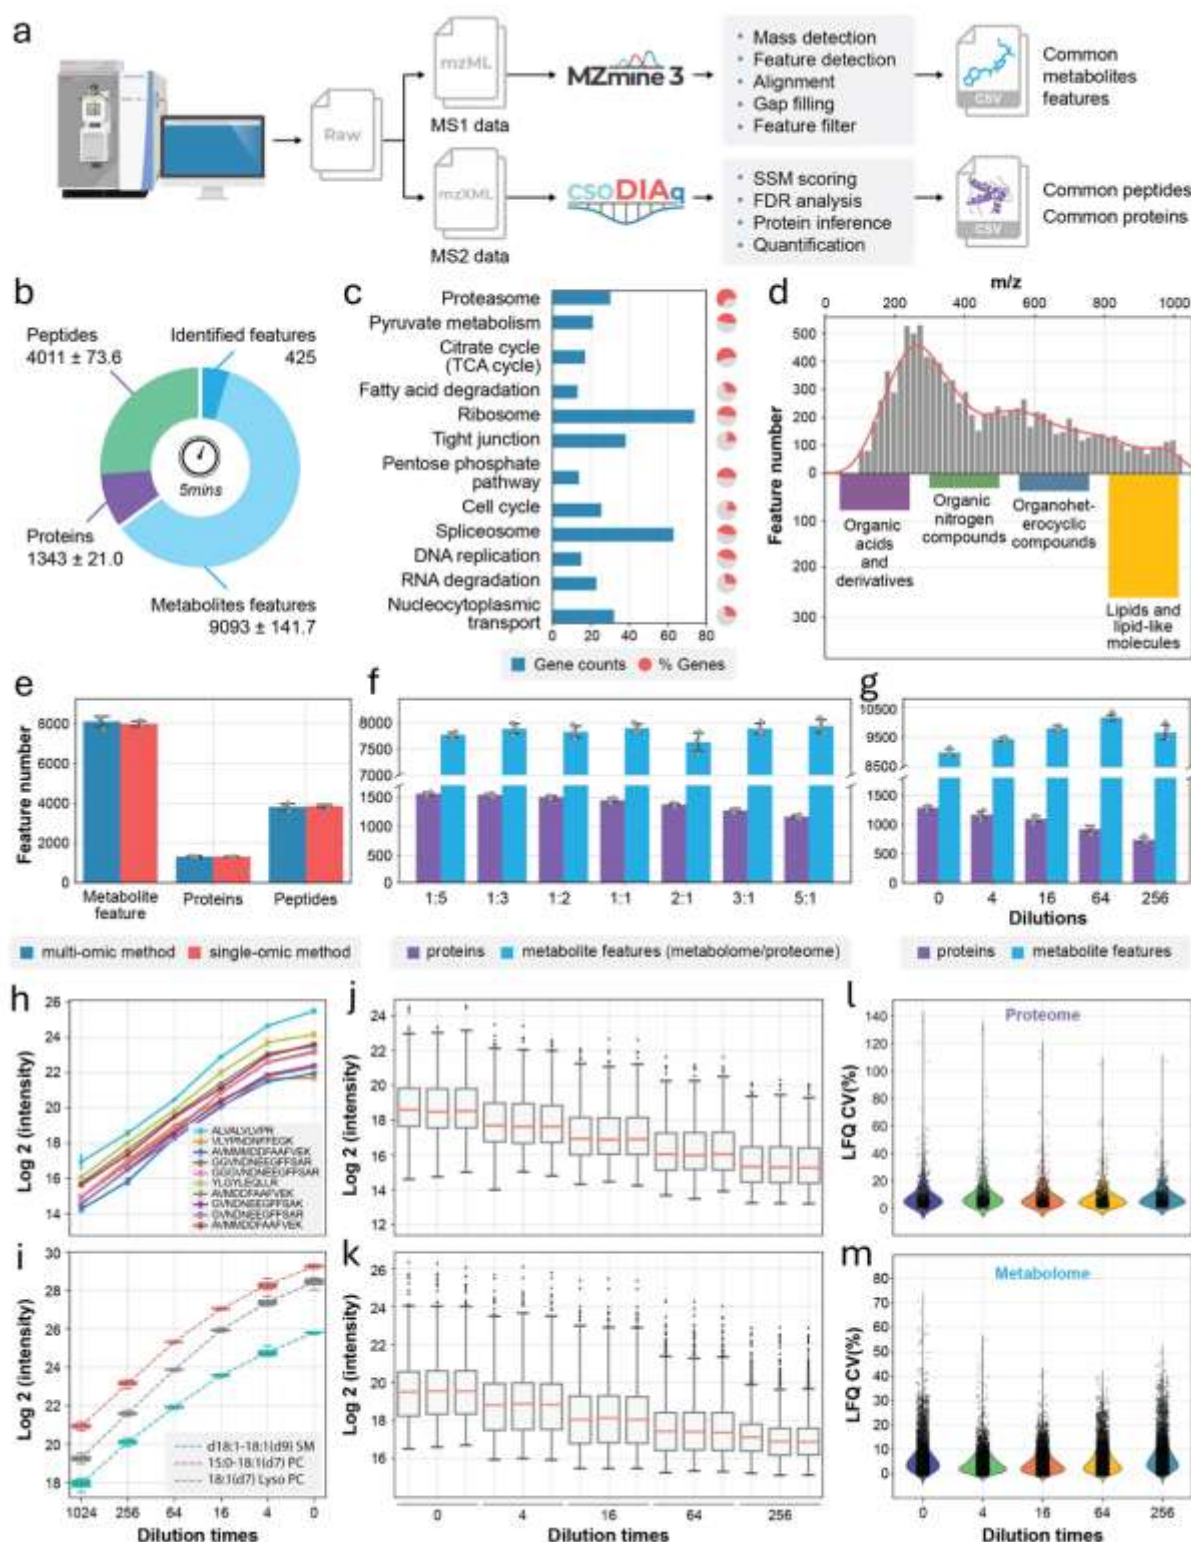 a
mzML
MS1 data
Raw
mzXML
MS2 data
MZmine 3
CSODIAq
• Mass detection
• Feature detection
• Alignment
• Gap filling
• Feature filter
• SSM scoring
• FDR analysis
• Protein inference
• Quantification
CSV
Common
metabolites
features
CSV
Common peptides
Common proteins
b
Peptides
4011 ± 73.6
Identified features
425
5mins
Proteins
1343 ± 21.0
Metabolites features
9093 ± 141.7
c
Proteasome
Pyruvate metabolism
Citrate cycle
(TCA cycle)
Fatty acid degradation
Ribosome
Tight junction
Pentose phosphate
pathway
Cell cycle
Spliceosome
DNA replication
RNA degradation
Nucleocytoplasmic
transport
0 20 40 60 80
Gene counts % Genes
d
m/z
0 200 400 600 800 1000
Feature number
500
400
300
200
100
0
100
200
300
Organic
acids
and
derivatives
Organic
nitrogen
compounds
Organohet-
erocyclic
compounds
Lipids and
lipid-like
molecules
e
Feature number
8000
6000
4000
2000
0
Metabolite
feature
Proteins
Peptides
multi-omic method single-omic method
f
8000
7500
7000
1500
1000
500
0
1:5 1:3 1:2 1:1 2:1 3:1 5:1
proteins metabolite features (metabolome/proteome)
g
10500
9500
8500
1500
1000
500
0
0 4 16 64 256
Dilutions
proteins metabolite features
h
Log 2 (intensity)
26
24
22
20
18
16
14
ALVALVLVPR
VLYPNDNFFEGK
AVMMMDDFAAFVEK
GGVNDNEEGFFSAR
GGGVNDNEEGFFSAR
YLGYLEQLLR
AVMDDFAAFVEK
GVNDNEEGFFSAK
GVNDNEEGFFSAR
AVMMDDFAAFVEK
i
Log 2 (intensity)
30
28
26
24
22
20
18
d18:1-18:1(d9) SM
15:0-18:1(d7) PC
18:1(d7) Lyso PC
1024 256 64 16 4 0
Dilution times
j
Log 2 (intensity)
24
22
20
18
16
14
12
k
Log 2 (intensity)
26
24
22
20
18
16
0 4 16 64 256
Dilution times
l
Proteome
LFQ CV(%)
140
120
100
80
60
40
20
0
m
Metabolome
LFQ CV(%)
80
70
60
50
40
30
20
10
0
0 4 16 64 256
Dilution times